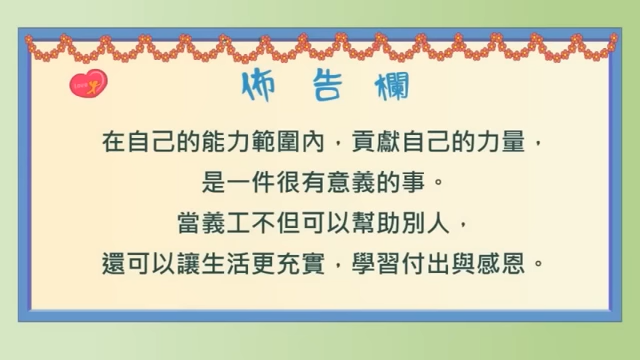 佈告欄
在自己的能力範圍內，貢獻自己的力量，
是一件很有意義的事。
當義工不但可以幫助別人，
還可以讓生活更充實，學習付出與感恩。